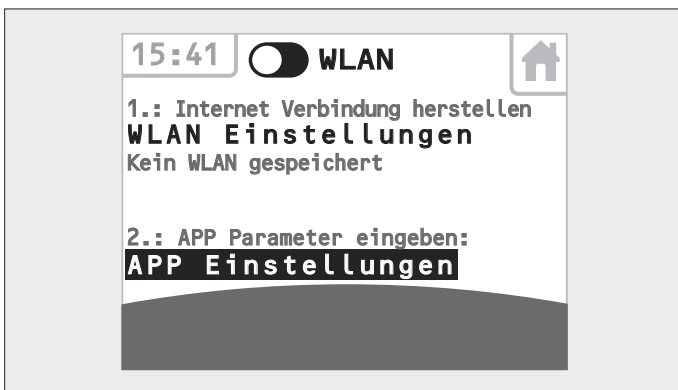 15:41 WLAN
1.: Internet Verbindung herstellen
WLAN Einstellungen
Kein WLAN gespeichert
2.: APP Parameter eingeben:
APP Einstellungen